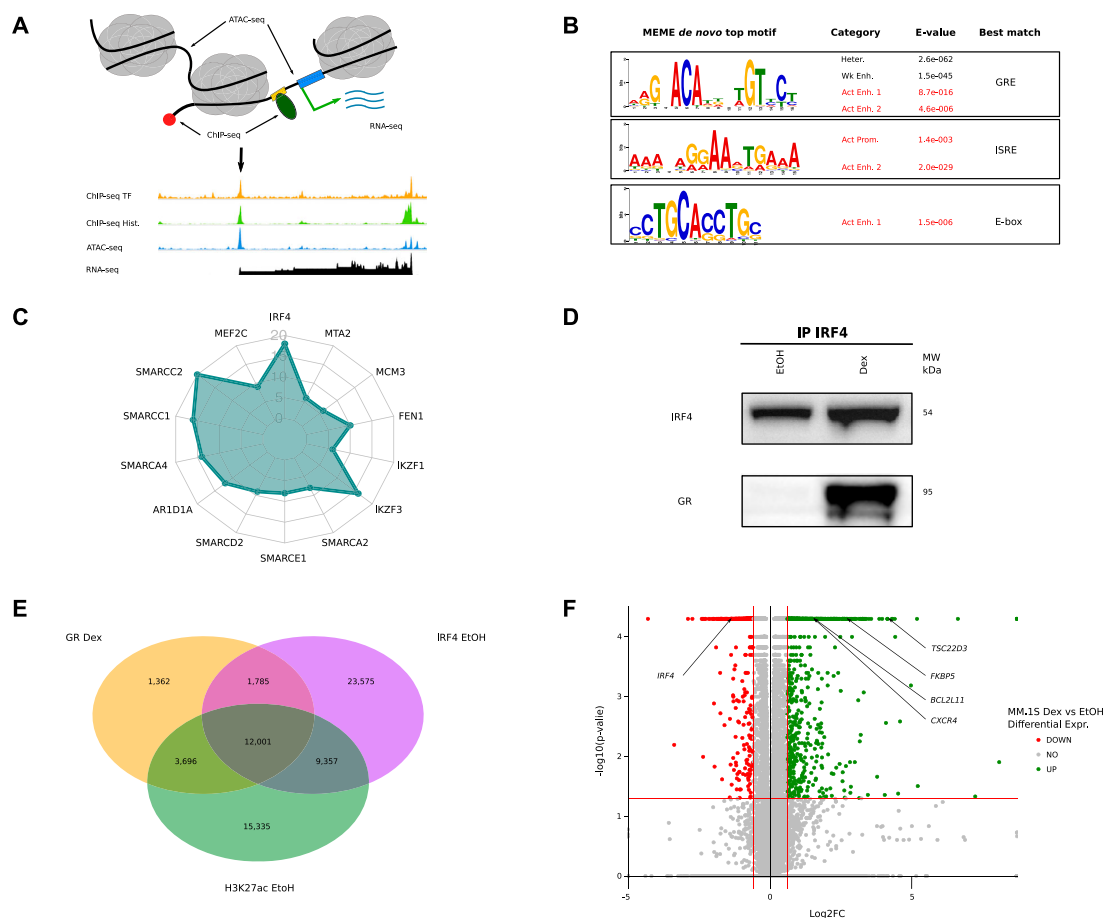 A
ATAC-seq
ChIP-seq
RNA-seq
ChIP-seq TF
ChIP-seq Hist.
ATAC-seq
RNA-seq
B
MEME de novo top motif Category E-value Best match
Heter. 2.6e-062
Wk Enh. 1.5e-045
GRE
Act Enh. 1 8.7e-016
Act Enh. 2 4.6e-006
Act Prom. 1.4e-003
ISRE
Act Enh. 2 2.0e-029
Act Enh. 1 1.5e-006 E-box
C
IRF4
MEF2C MTA2
SMARCC2 MCM3
SMARCC1 FEN1
SMARCA4 IKZF1
AR1D1A IKZF3
SMARCD2 SMARCA2
SMARCE1
20
15
10
5
0
D
IP IRF4
EtOH Dex MW kDa
IRF4 54
GR 95
E
GR Dex IRF4 EtOH
1,362 1,785 23,575
12,001
3,696 9,357
15,335
H3K27ac EtoH
F
-log10(p-valie)
4
3
2
1
0
-5 0 5
Log2FC
IRF4
TSC22D3
FKBP5
BCL2L11
CXCR4
MM.1S Dex vs EtOH
Differential Expr.
DOWN
NO
UP